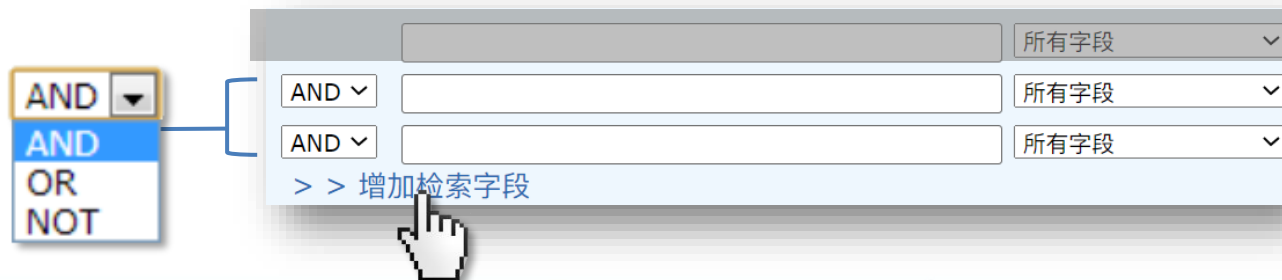 所有字段
AND
AND
OR
NOT
AND 所有字段
AND 所有字段
> > 增加检索字段